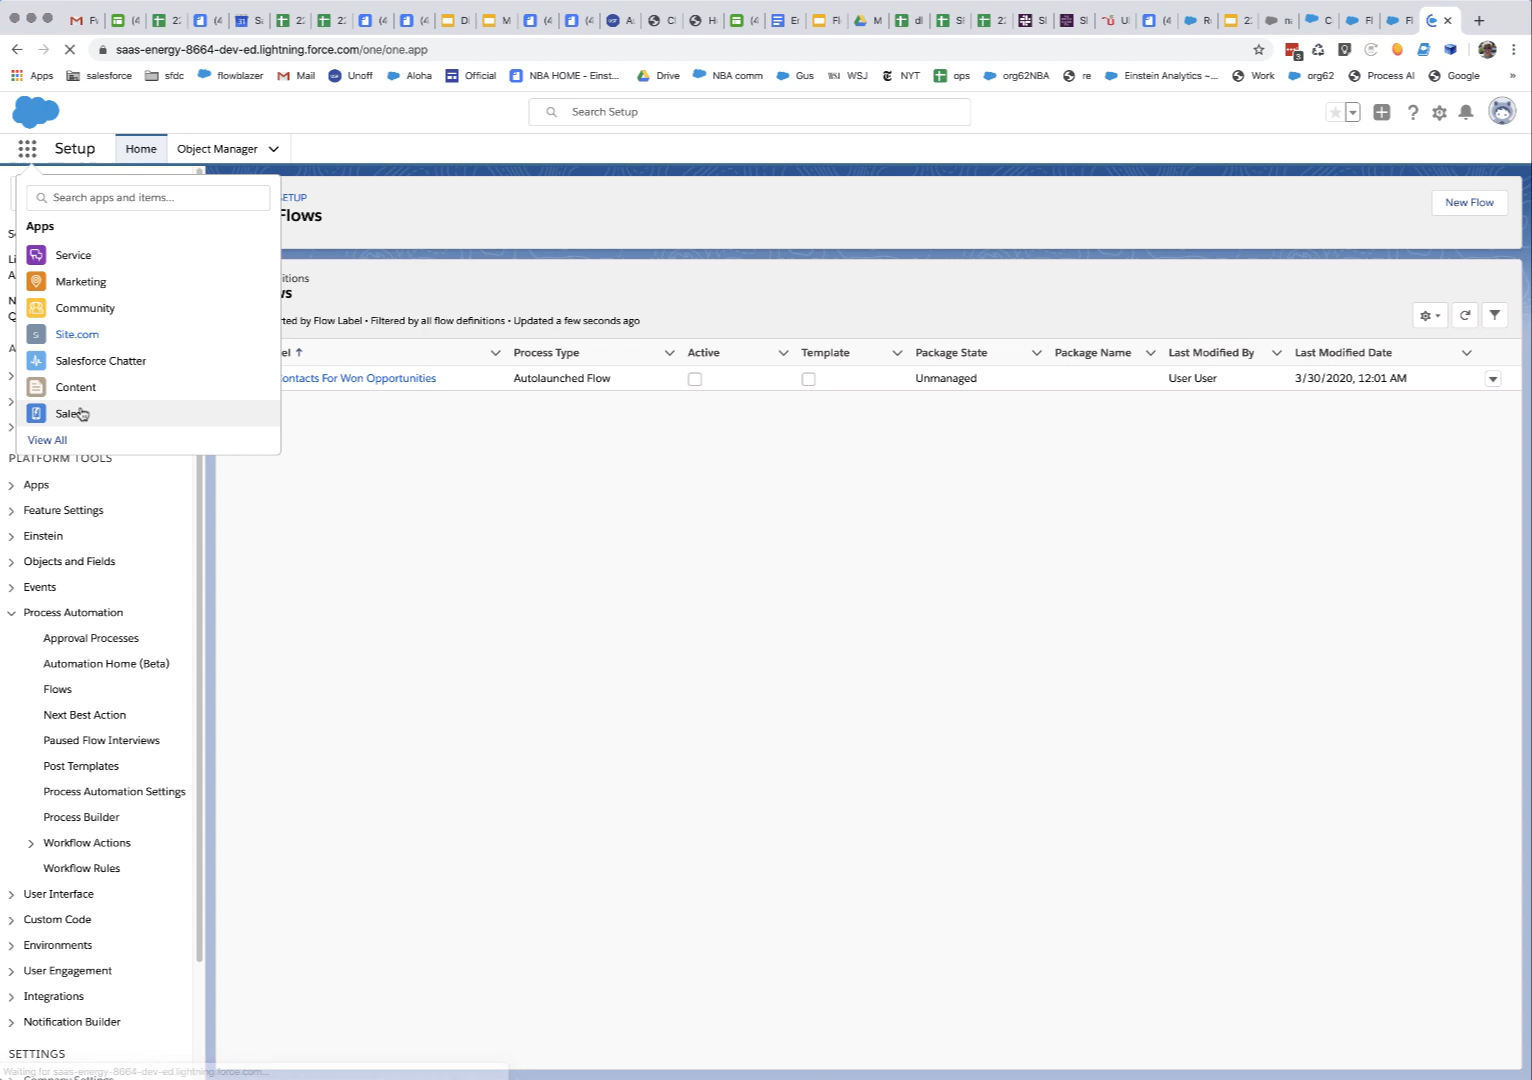 saas-energy-8664-dev-ed.lightning.force.com/one/one.app
Apps salesforce sfdc flowblazer Mail Unoff Aloha Official NBA HOME - Einst... Drive NBA comm Gus WSJ NYT ops org62NBA re Einstein Analytics ~... Work org62 Process AI Google »
Search Setup
Setup Home Object Manager
Search apps and items...
Apps
Service
Marketing
Community
Site.com
Salesforce Chatter
Content
Sales
View All
SETUP
Flows
New Flow
itions
ws
rted by Flow Label • Filtered by all flow definitions • Updated a few seconds ago
el ↑ Process Type Active Template Package State Package Name Last Modified By Last Modified Date
ontacts For Won Opportunities Autolaunched Flow Unmanaged User User 3/30/2020, 12:01 AM
PLATFORM TOOLS
Apps
Feature Settings
Einstein
Objects and Fields
Events
Process Automation
Approval Processes
Automation Home (Beta)
Flows
Next Best Action
Paused Flow Interviews
Post Templates
Process Automation Settings
Process Builder
Workflow Actions
Workflow Rules
User Interface
Custom Code
Environments
User Engagement
Integrations
Notification Builder
SETTINGS
Waiting for saas-energy-8664-dev-ed.lightning.force.com...
Company Settings